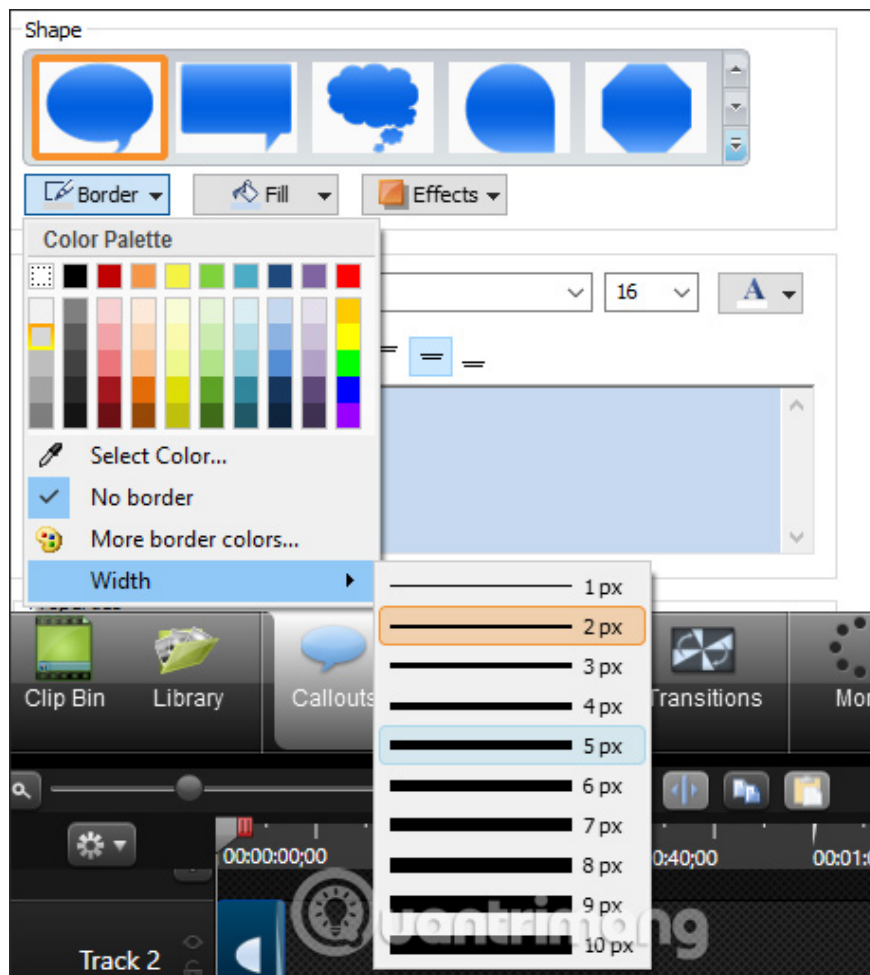 Shape
Border
Fill
Effects
Color Palette
16
A
Select Color...
No border
More border colors...
Width
1 px
2 px
3 px
4 px
5 px
6 px
7 px
8 px
9 px
10 px
Clip Bin
Library
Callouts
Transitions
Mor
00:00:00;00
0:40;00
00:01:0
Track 2
Quantrimang